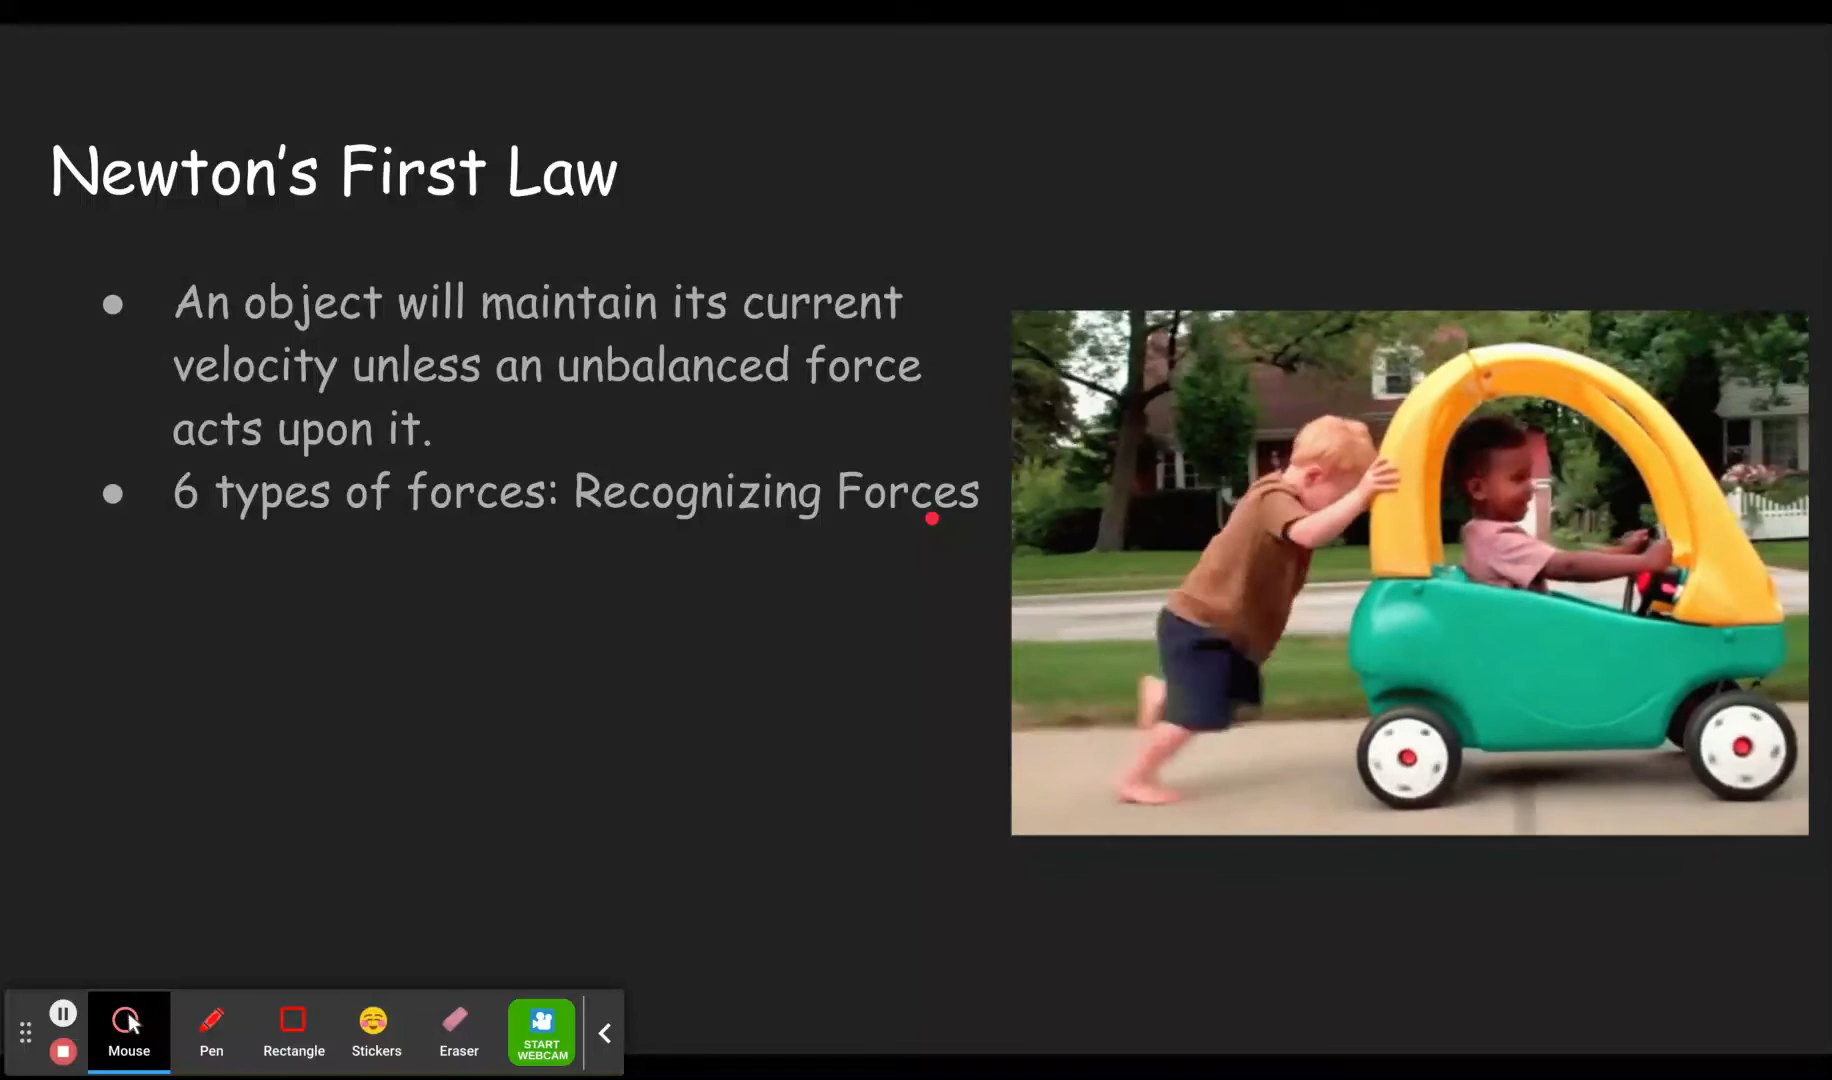 Newton's First Law
● An object will maintain its current
velocity unless an unbalanced force
acts upon it.
● 6 types of forces: Recognizing Forces
Mouse
Pen
Rectangle
Stickers
Eraser
START
WEBCAM